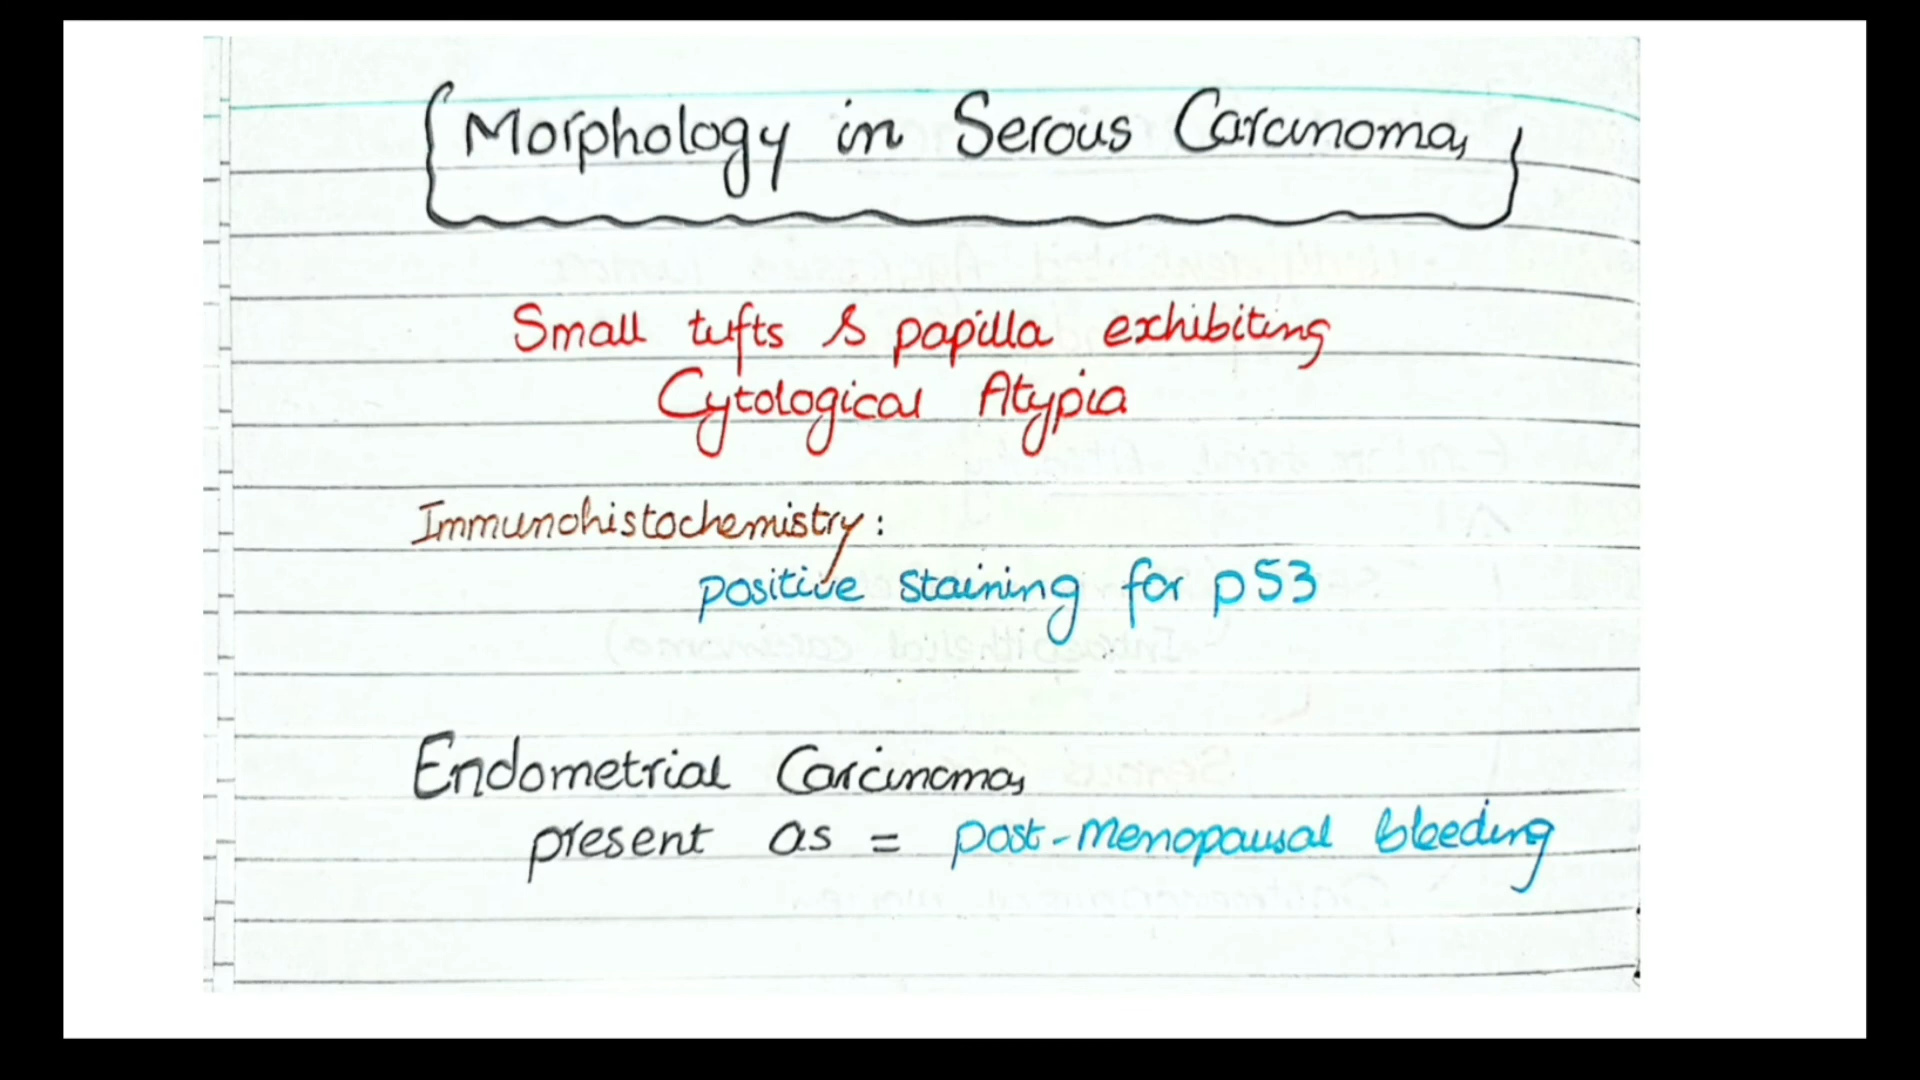 Morphology in Serous Carcinoma,
Small tufts & papilla exhibiting
Cytological Atypia
Immunohistochemistry:
positive staining for p53
Endometrial Carcinoma,
present as = post-menopausal bleeding